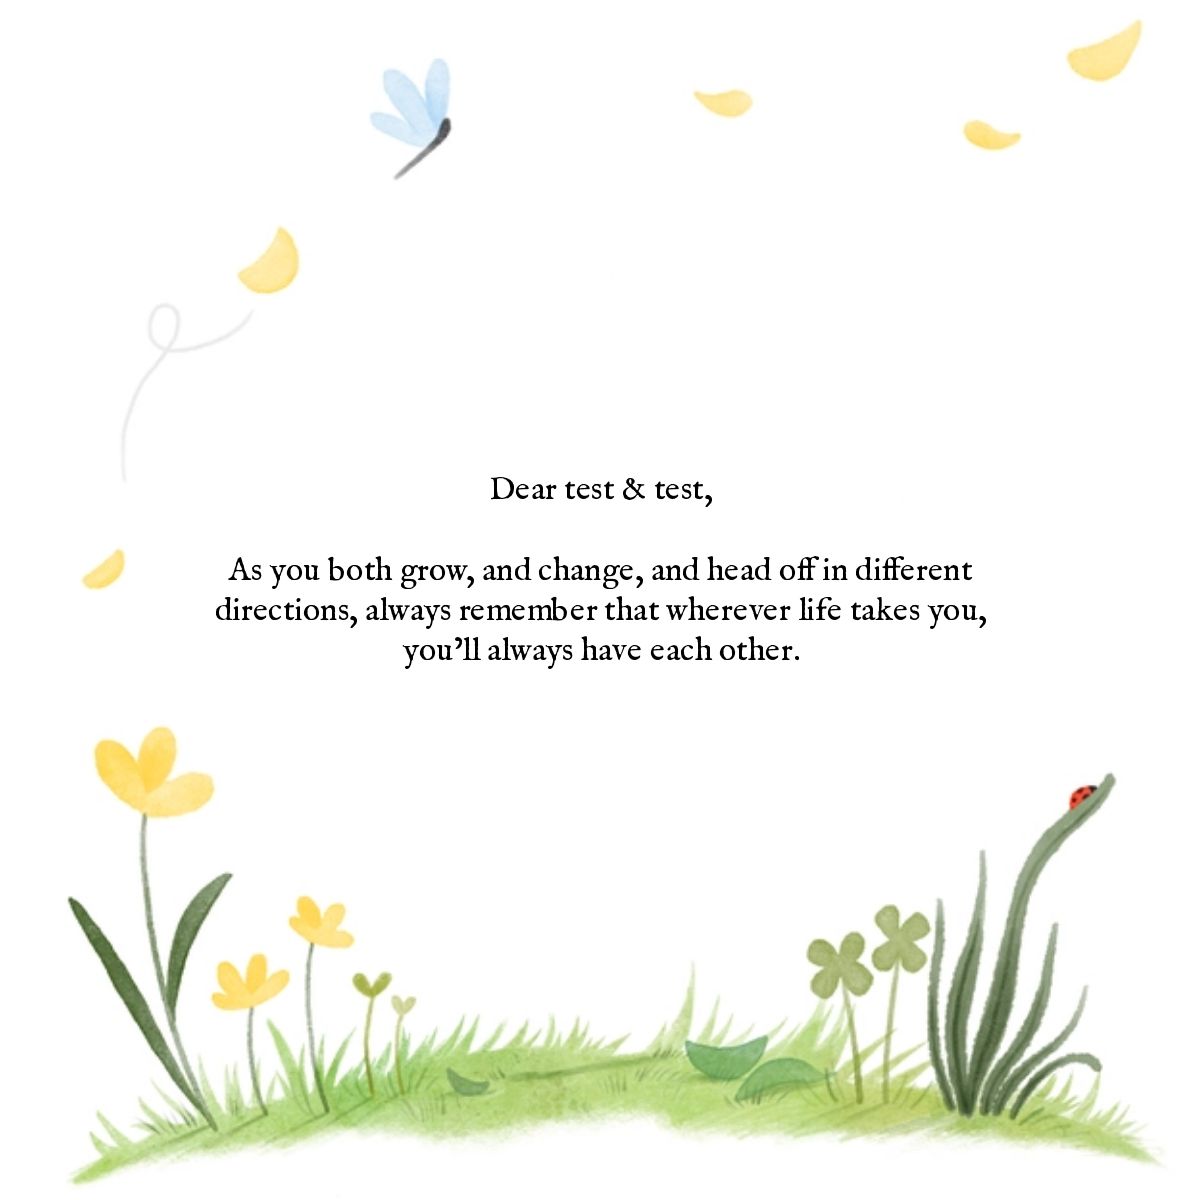 Dear test & test,
As you both grow, and change, and head off in different
directions, always remember that wherever life takes you,
you'll always have each other.